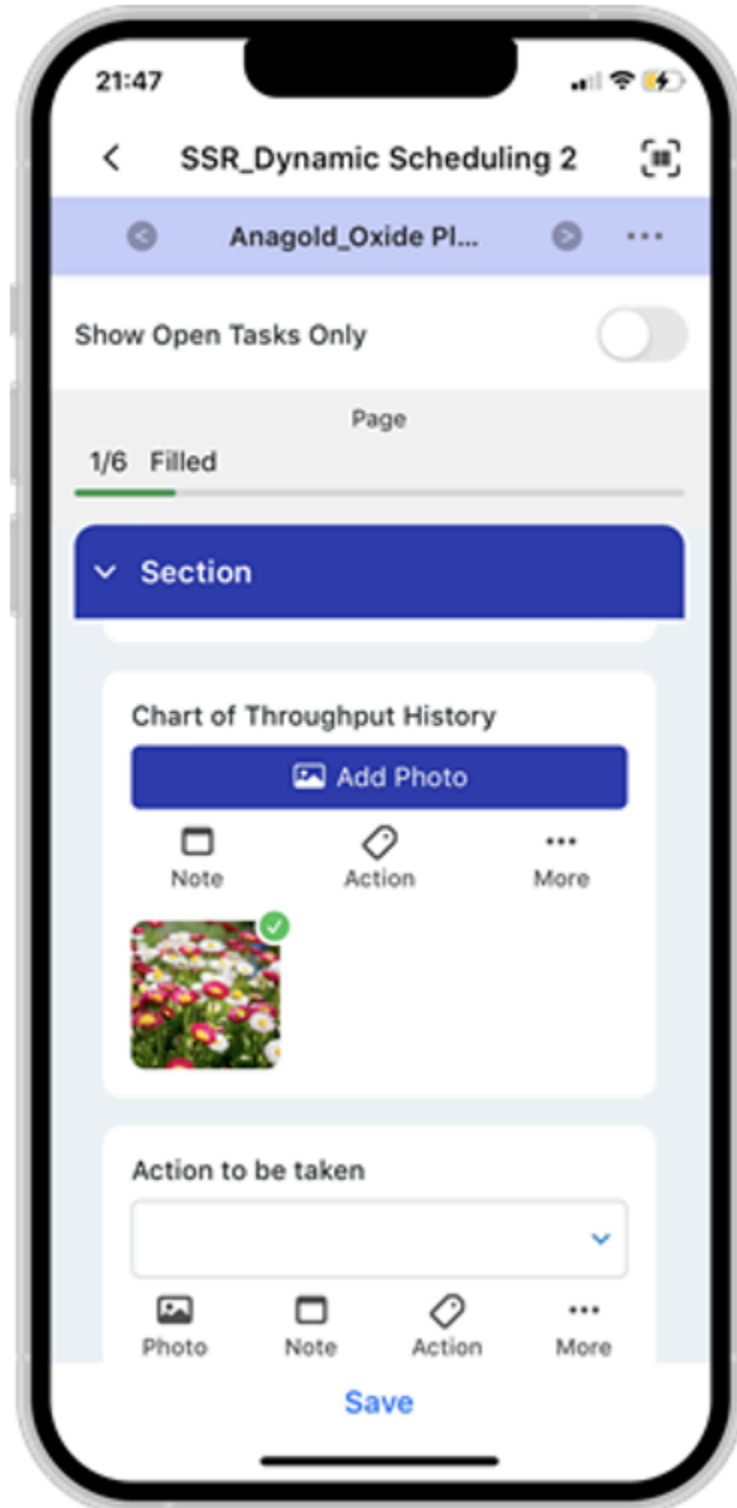 21:47
SSR_Dynamic Scheduling 2
Anagold_Oxide Pl...
Show Open Tasks Only
Page
1/6 Filled
Section
Chart of Throughput History
Add Photo
Note Action More
Action to be taken
Photo Note Action More
Save